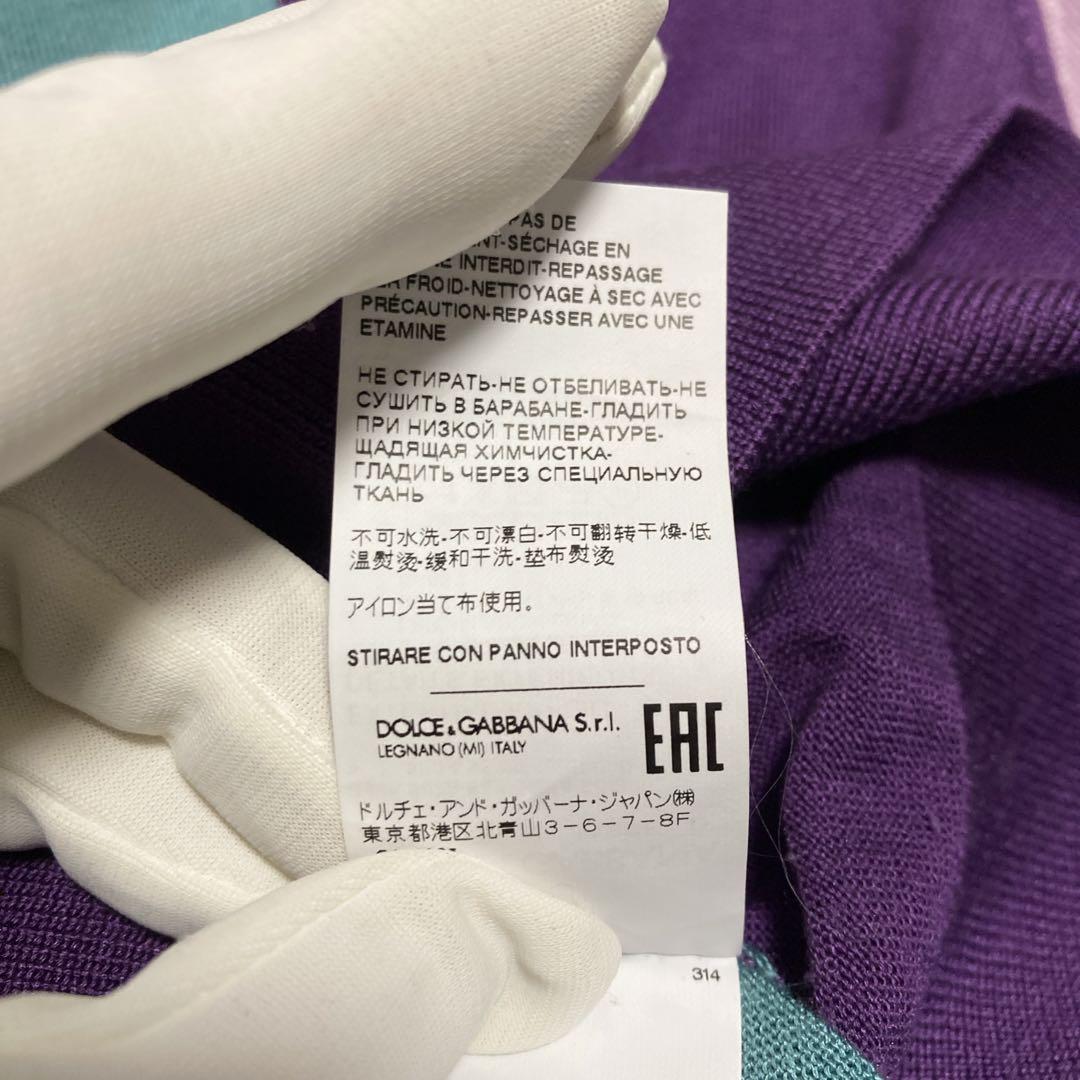 PAS DE
SÉCHAGE EN
INTERDIT-REPASSAGE
FROID-NETTOYAGE À SEC AVEC
PRÉCAUTION-REPASSER AVEC UNE
ETAMINE
НЕ СТИРАТЬ-НЕ ОТБЕЛИВАТЬ-НЕ
СУШИТЬ В БАРАБАНЕ-ГЛАДИТЬ
ПРИ НИЗКОЙ ТЕМПЕРАТУРЕ-
ЩАДЯЩАЯ ХИМЧИСТКА-
ГЛАДИТЬ ЧЕРЕЗ СПЕЦИАЛЬНУЮ
ТКАНЬ
不可水洗-不可漂白-不可翻转干燥-低
温熨烫-缓和干洗-垫布熨烫
アイロン当て布使用。
STIRARE CON PANNO INTERPOSTO
DOLCE & GABBANA S.r.l.
LEGNANO (MI) ITALY
EAC
ドルチェ・アンド・ガッバーナ・ジャパン㈱
東京都港区北青山3-6-7-8F
314